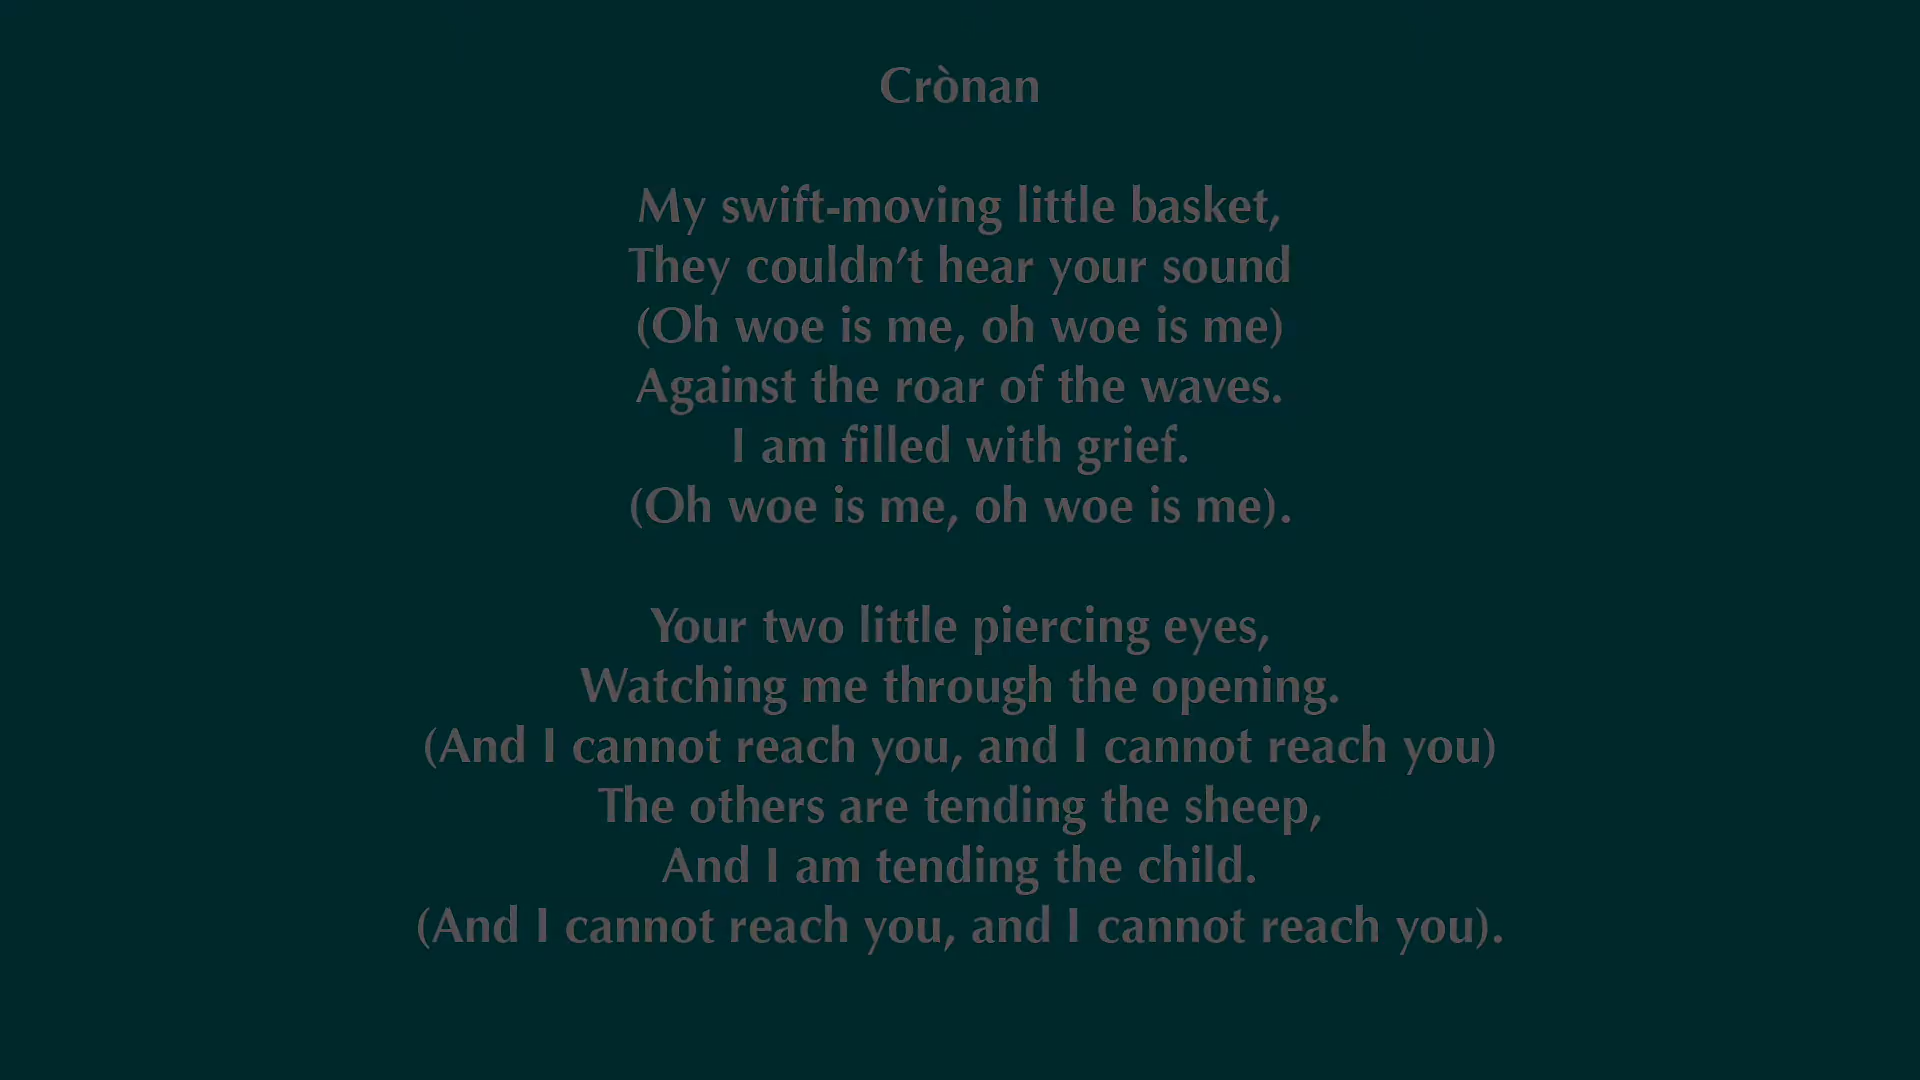 Crònan
My swift-moving little basket,
They couldn’t hear your sound
(Oh woe is me, oh woe is me)
Against the roar of the waves.
I am filled with grief.
(Oh woe is me, oh woe is me).
Your two little piercing eyes,
Watching me through the opening.
(And I cannot reach you, and I cannot reach you)
The others are tending the sheep,
And I am tending the child.
(And I cannot reach you, and I cannot reach you).